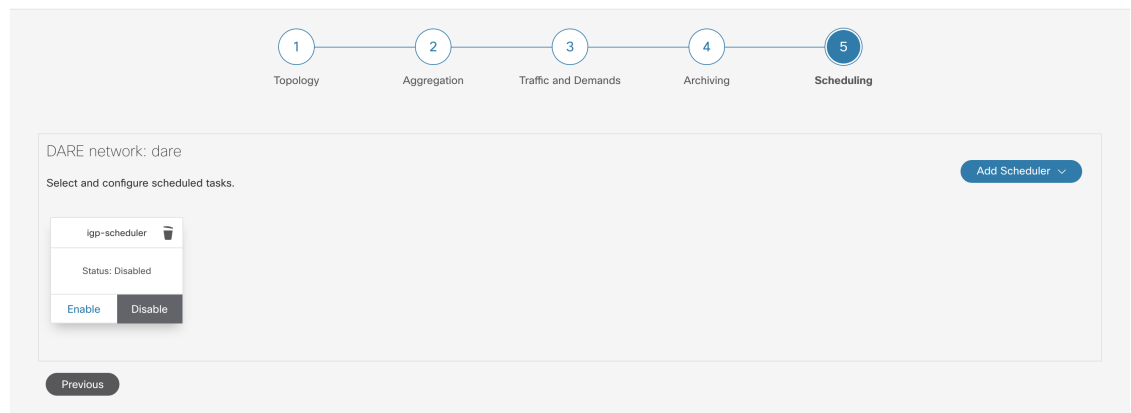 1 2 3 4 5
Topology Aggregation Traffic and Demands Archiving Scheduling
DARE network: dare
Add Scheduler
Select and configure scheduled tasks.
igp-scheduler
Status: Disabled
Enable Disable
Previous